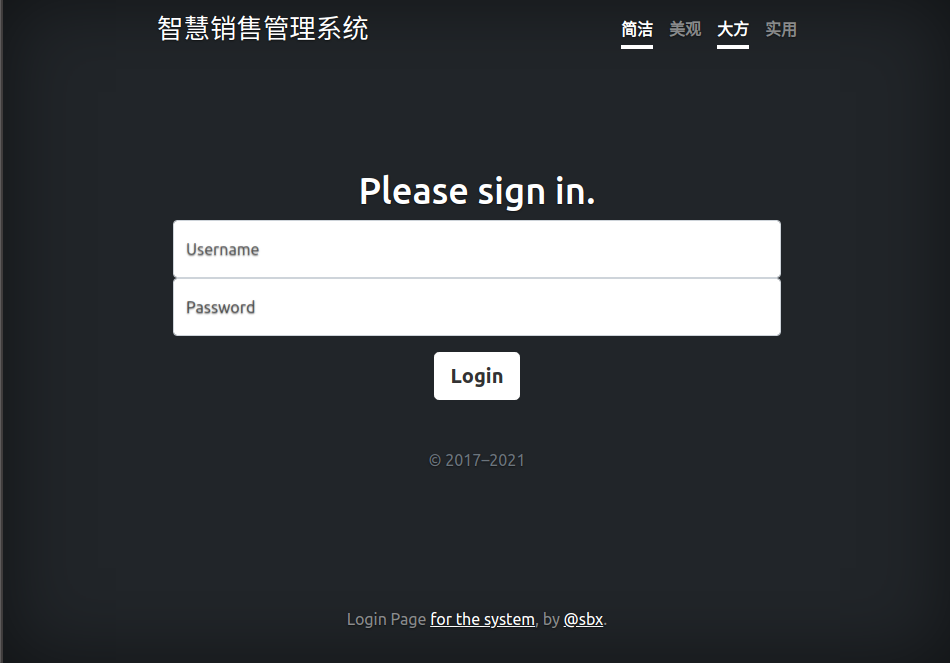 智慧销售管理系统
简洁 美观 大方 实用
Please sign in.
Username
Password
Login
© 2017–2021
Login Page for the system, by @sbx.